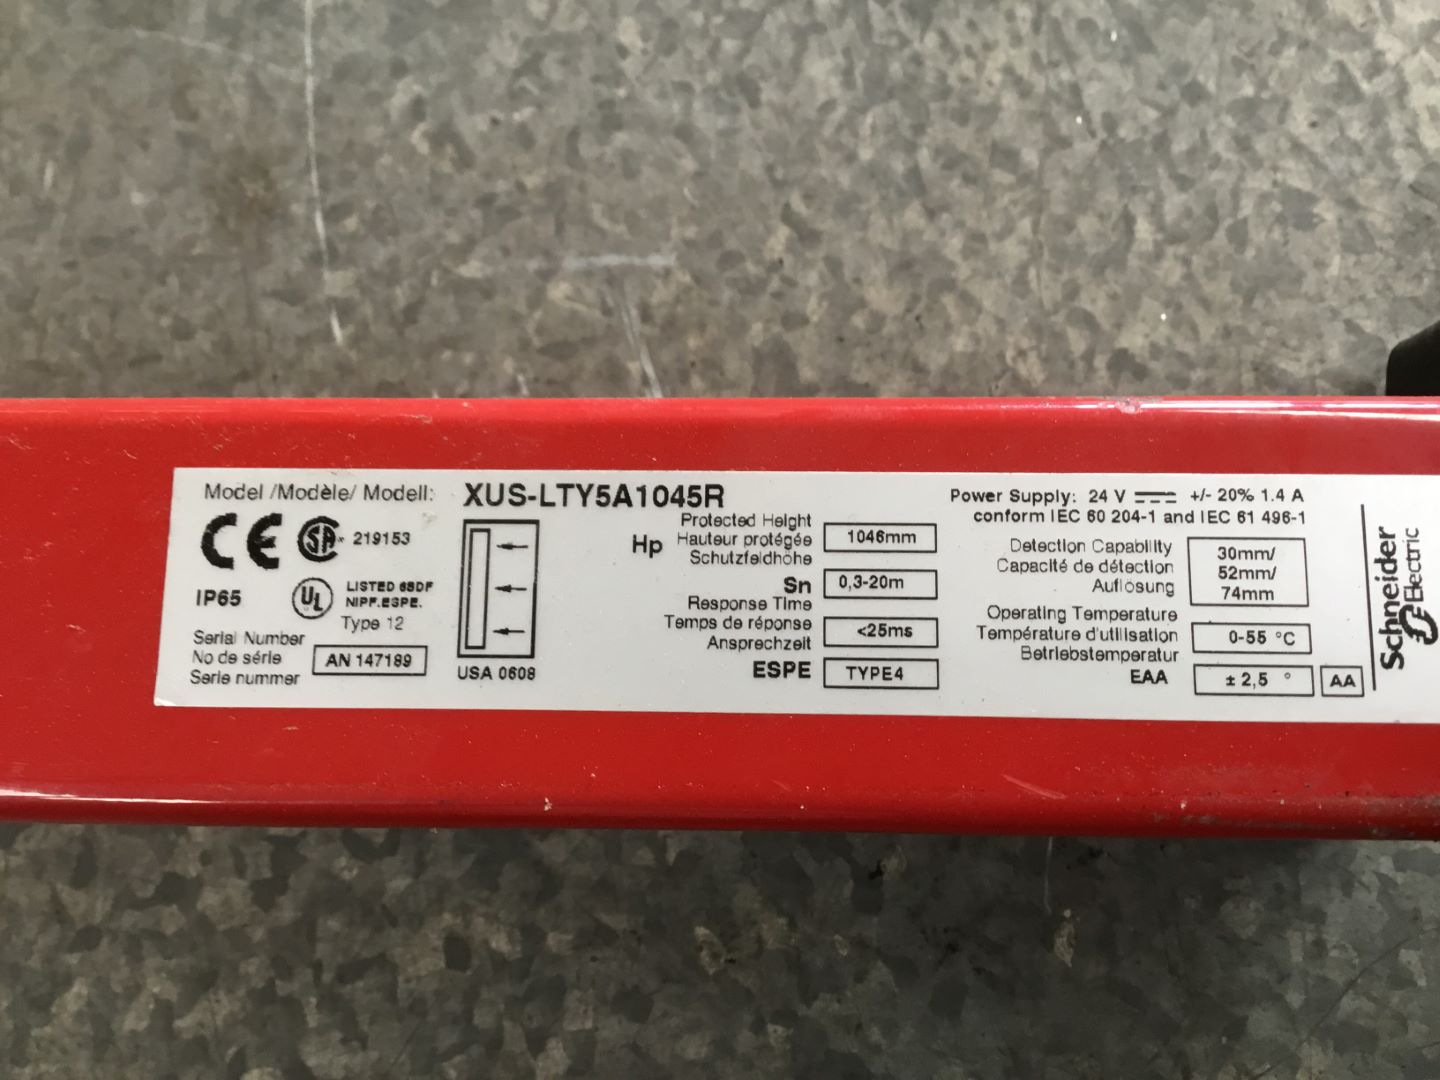 Model /Modèle/ Modell: XUS-LTY5A1045R
CE SA 219153
IP65
UL LISTED 68DF
NIPF.ESPE.
Type 12
Serial Number
No de série
Serie nummer
AN 147189
USA 0608
Hp
Protected Height
Hauteur protégée
Schutzfeldhöhe
1046mm
Sn 0,3-20m
Response Time
Temps de réponse
Ansprechzeit
<25ms
ESPE TYPE4
Power Supply: 24 V +/- 20% 1.4 A
conform IEC 60 204-1 and IEC 61 496-1
Detection Capability
Capacité de détection
Auflösung
30mm/
52mm/
74mm
Operating Temperature
Température d'utilisation
Betriebstemperatur
0-55 °C
EAA ± 2,5 ° AA
Schneider
Electric